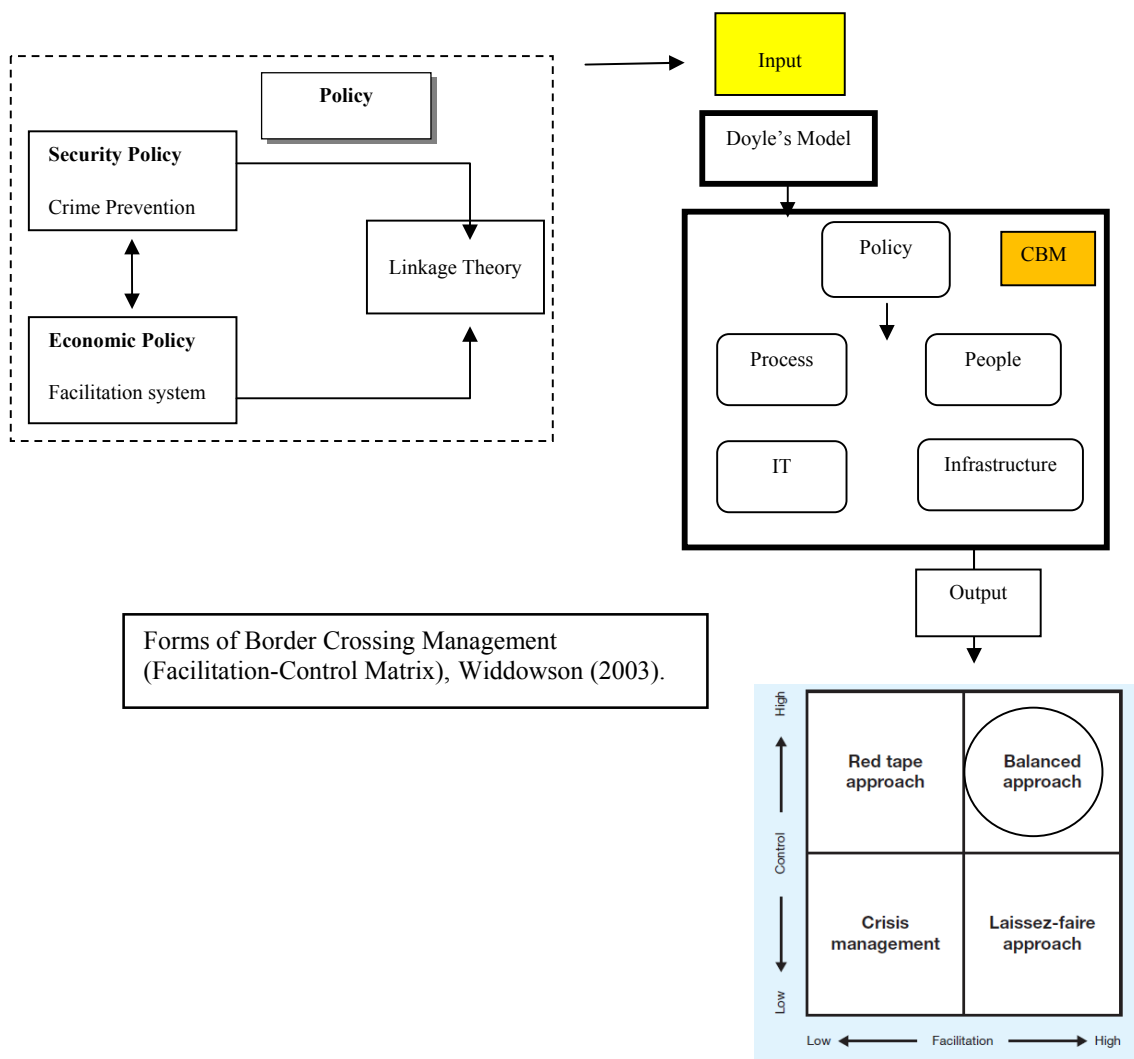 Policy
Security Policy
Crime Prevention
Linkage Theory
Economic Policy
Facilitation system
Input
Doyle’s Model
Policy
CBM
Process
People
IT
Infrastructure
Output
Forms of Border Crossing Management
(Facilitation-Control Matrix), Widdowson (2003).
High
Control
Low
Red tape
approach
Balanced
approach
Crisis
management
Laissez-faire
approach
Low
Facilitation
High